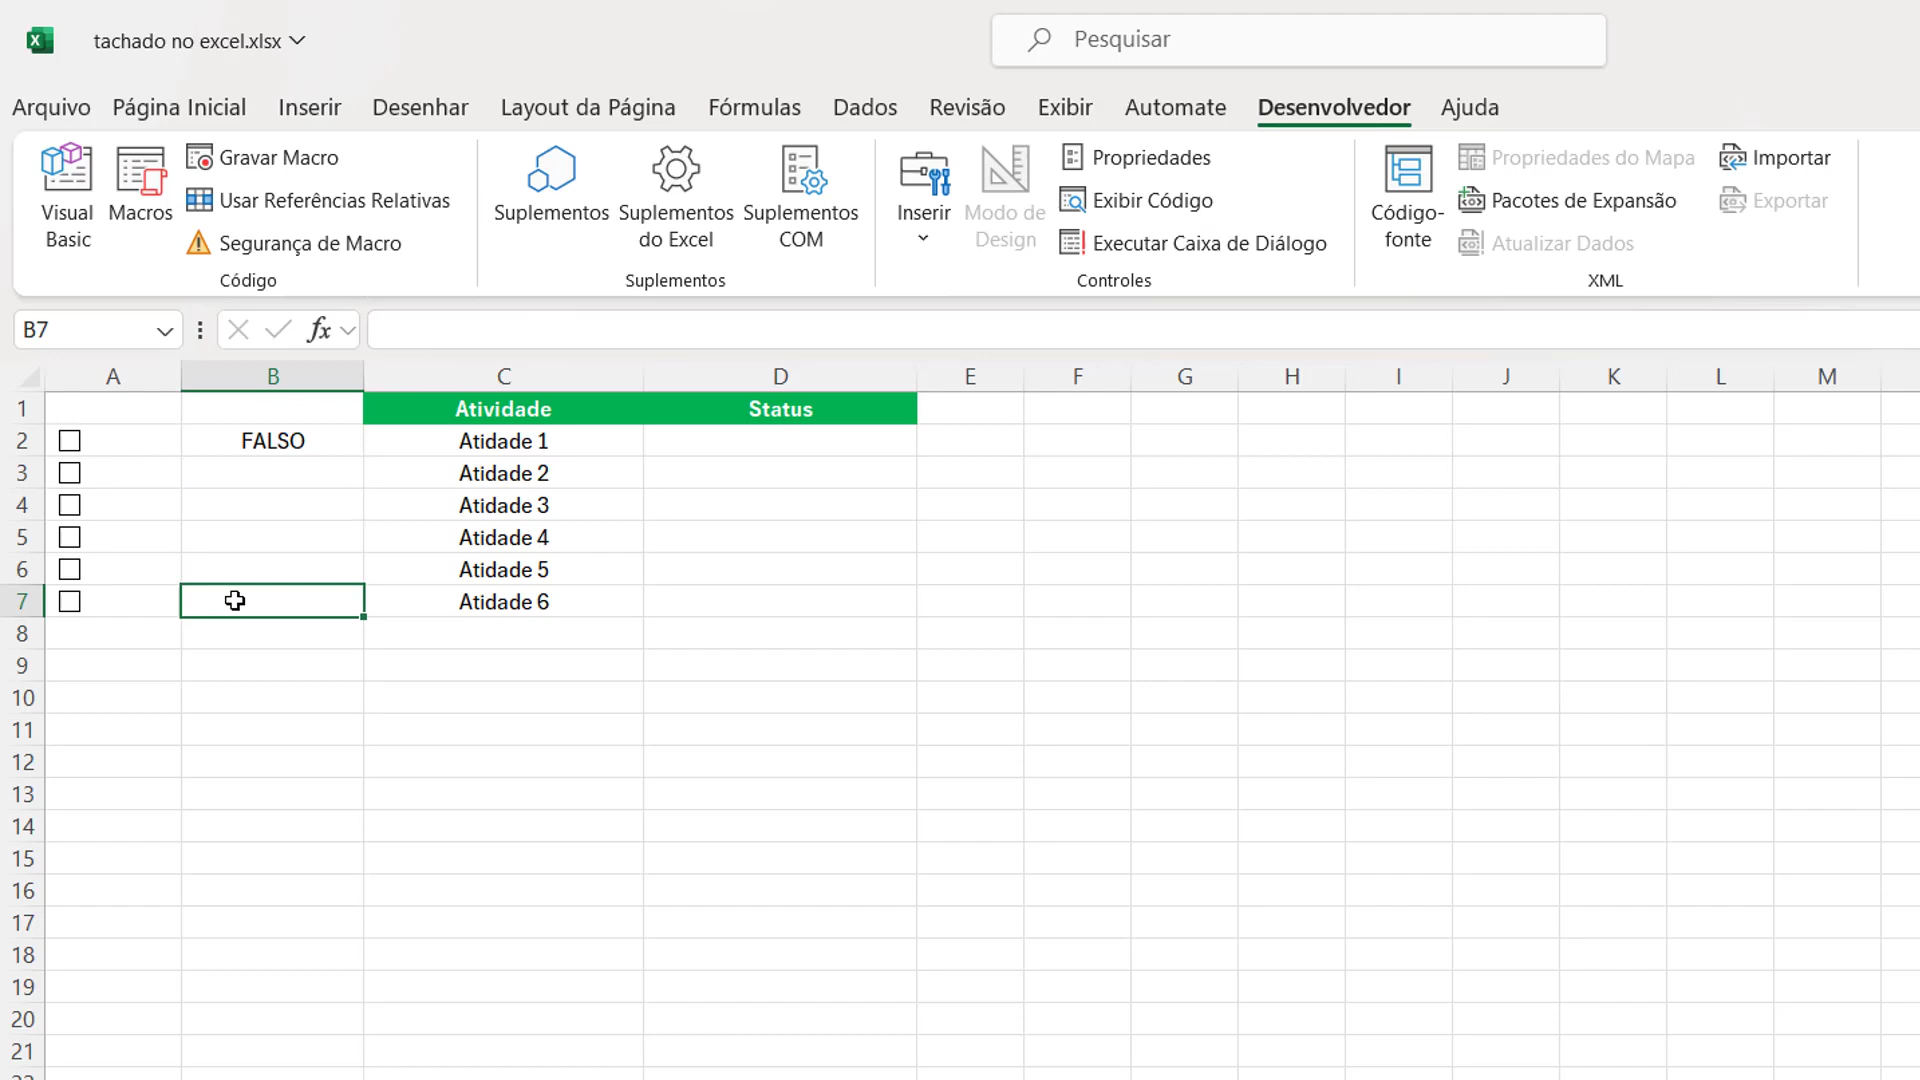 tachado no excel.xlsx
Pesquisar
Arquivo Página Inicial Inserir Desenhar Layout da Página Fórmulas Dados Revisão Exibir Automate Desenvolvedor Ajuda
Visual Basic
Macros
Gravar Macro
Usar Referências Relativas
Segurança de Macro
Código
Suplementos
Suplementos do Excel
Suplementos COM
Suplementos
Inserir
Modo de Design
Propriedades
Exibir Código
Executar Caixa de Diálogo
Controles
Código-fonte
Propriedades do Mapa
Pacotes de Expansão
Atualizar Dados
Importar
Exportar
XML
B7
fx
A B C D E F G H I J K L M
1 Atividade Status
2 FALSO Atidade 1
3 Atidade 2
4 Atidade 3
5 Atidade 4
6 Atidade 5
7 Atidade 6
8
9
10
11
12
13
14
15
16
17
18
19
20
21